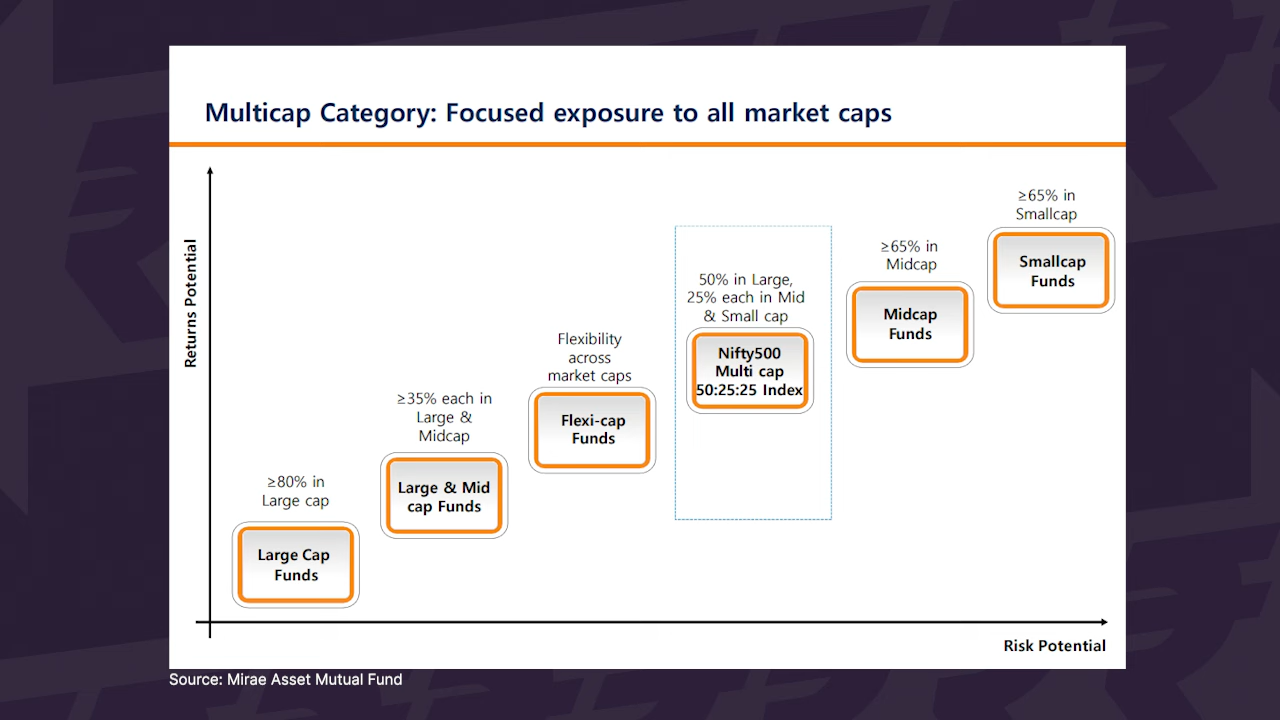 Multicap Category: Focused exposure to all market caps
Returns Potential
≥80% in
Large cap
Large Cap
Funds
≥35% each in
Large &
Midcap
Large & Mid
cap Funds
Flexibility
across
market caps
Flexi-cap
Funds
50% in Large,
25% each in Mid
& Small cap
Nifty500
Multi cap
50:25:25 Index
≥65% in
Midcap
Midcap
Funds
≥65% in
Smallcap
Smallcap
Funds
Risk Potential
Source: Mirae Asset Mutual Fund